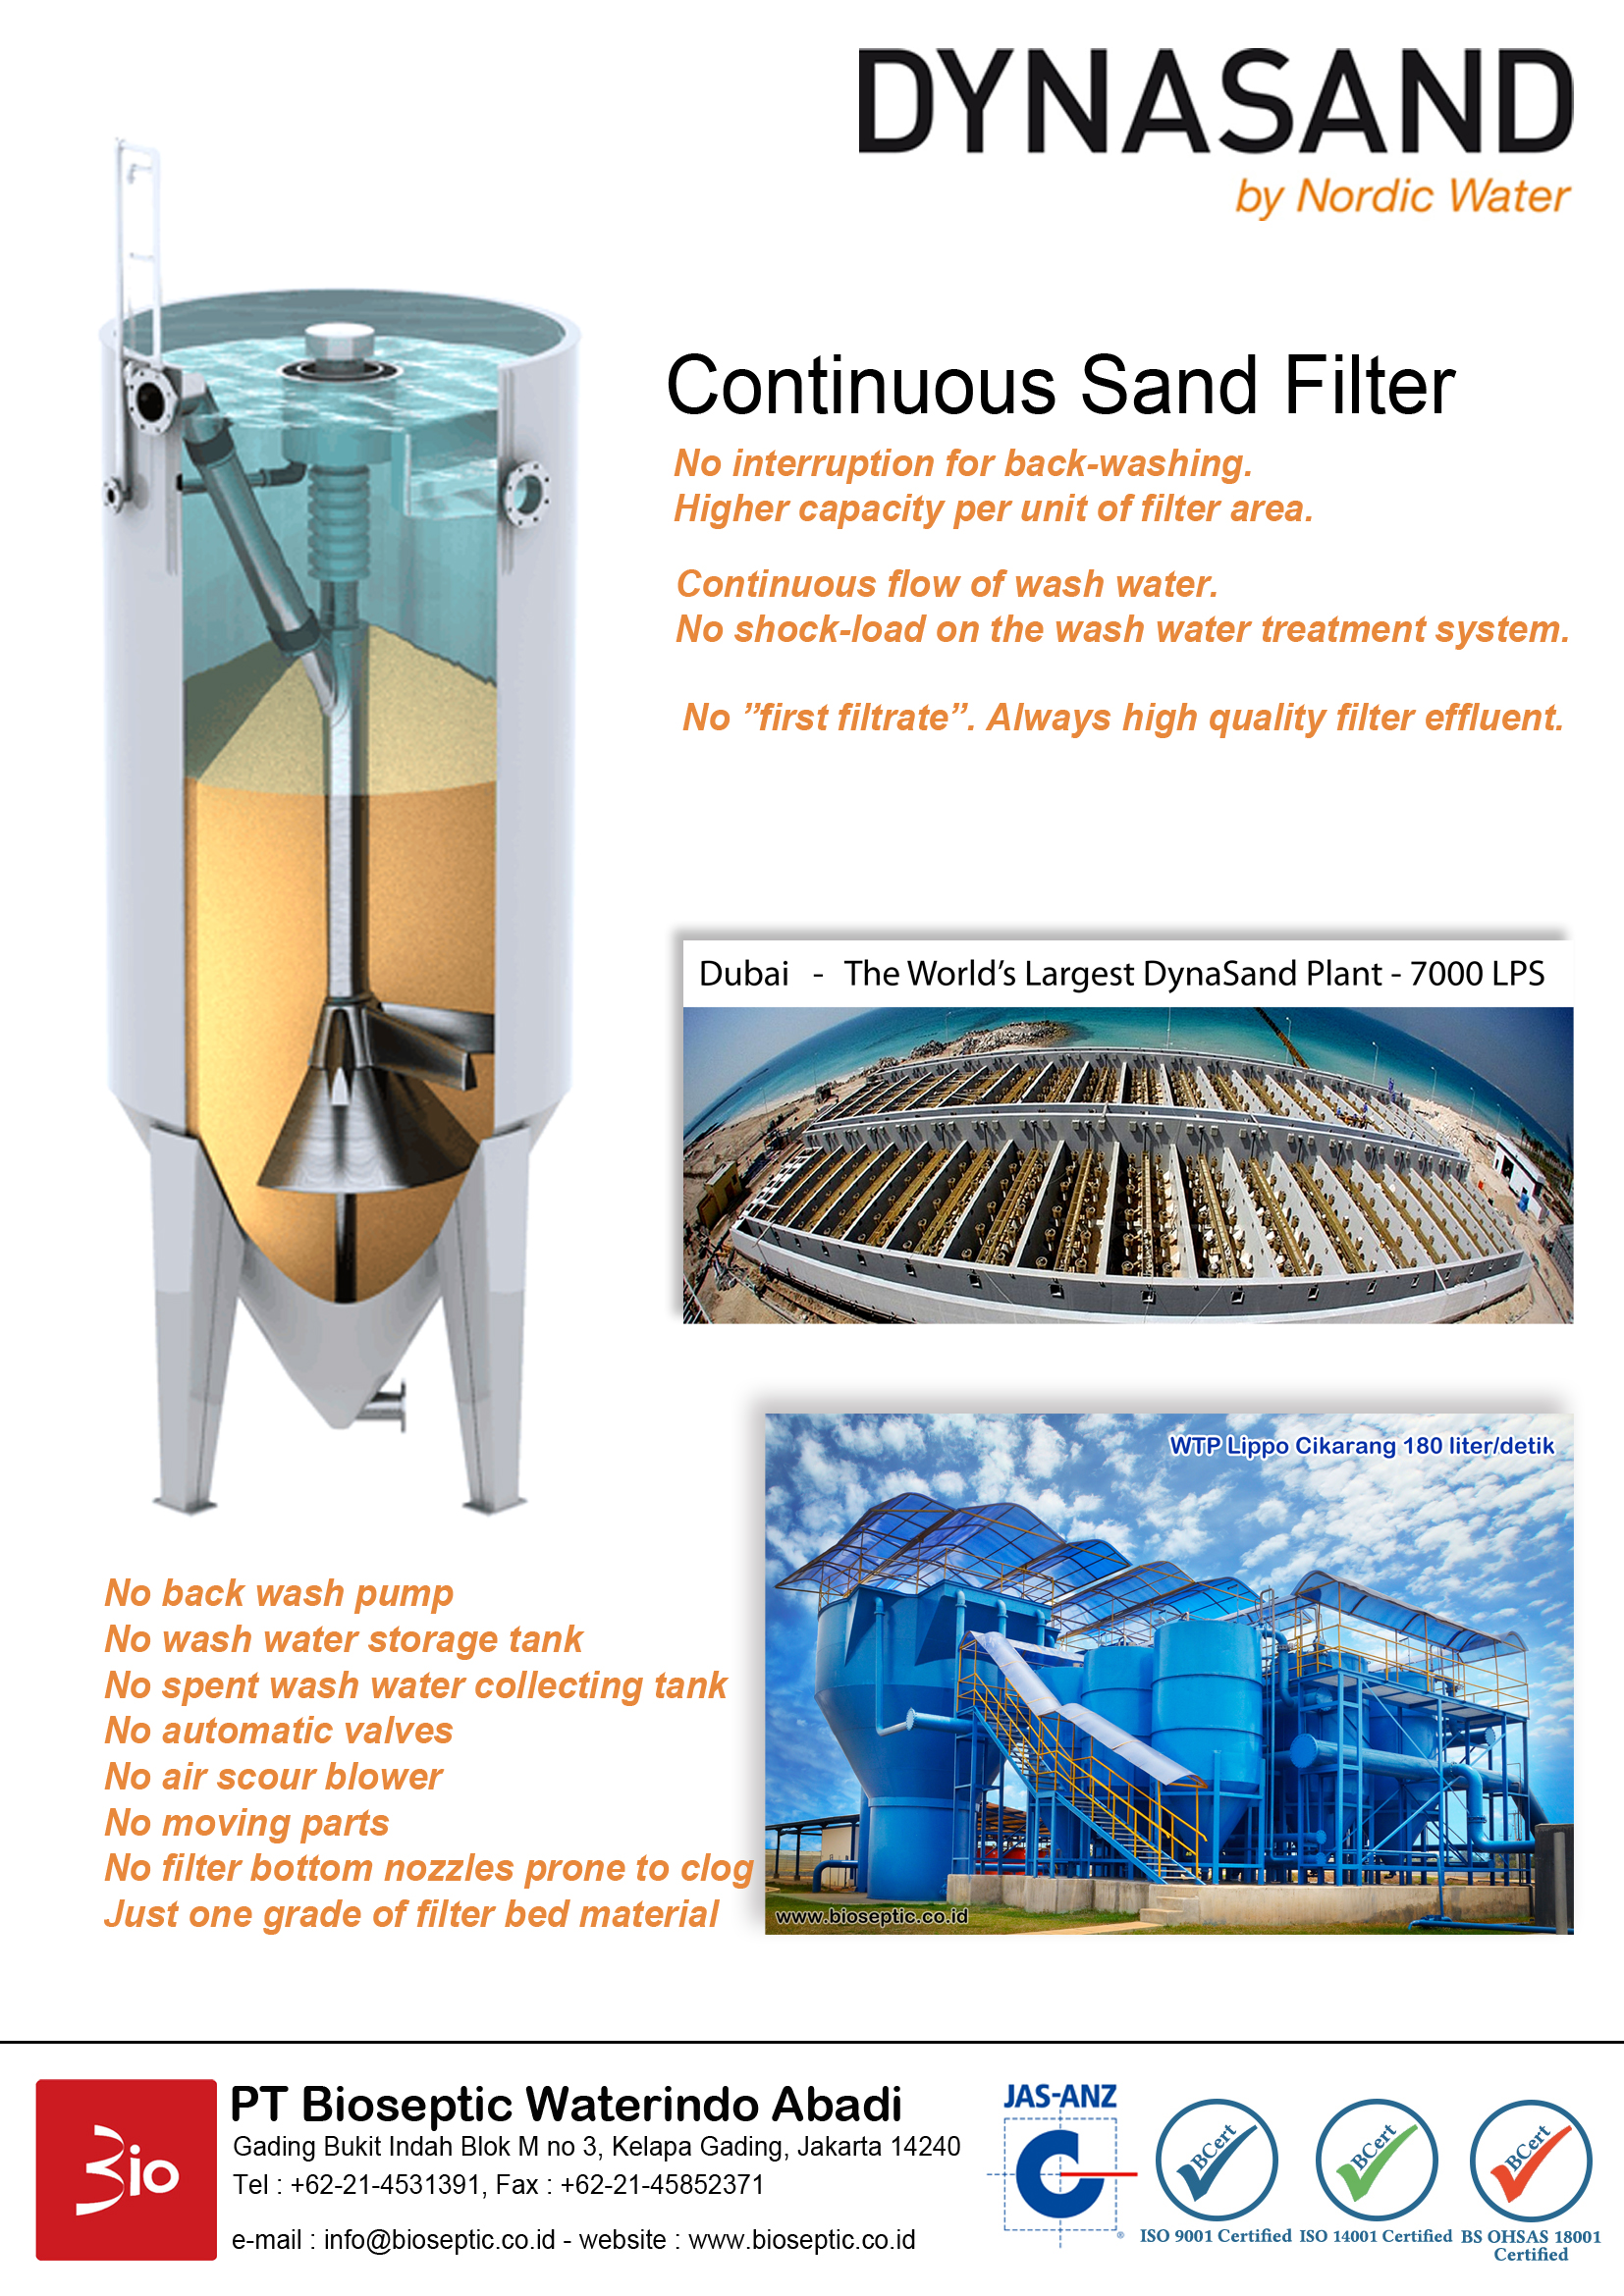 DYNASAND
by Nordic Water
Continuous Sand Filter
No interruption for back-washing.
Higher capacity per unit of filter area.
Continuous flow of wash water.
No shock-load on the wash water treatment system.
No ”first filtrate”. Always high quality filter effluent.
Dubai - The World’s Largest DynaSand Plant - 7000 LPS
WTP Lippo Cikarang 180 liter/detik
www.bioseptic.co.id
No back wash pump
No wash water storage tank
No spent wash water collecting tank
No automatic valves
No air scour blower
No moving parts
No filter bottom nozzles prone to clog
Just one grade of filter bed material
Bio
PT Bioseptic Waterindo Abadi
Gading Bukit Indah Blok M no 3, Kelapa Gading, Jakarta 14240
Tel : +62-21-4531391, Fax : +62-21-45852371
e-mail : info@bioseptic.co.id - website : www.bioseptic.co.id
JAS-ANZ
®
BCert
ISO 9001 Certified
BCert
ISO 14001 Certified
BCert
BS OHSAS 18001
Certified